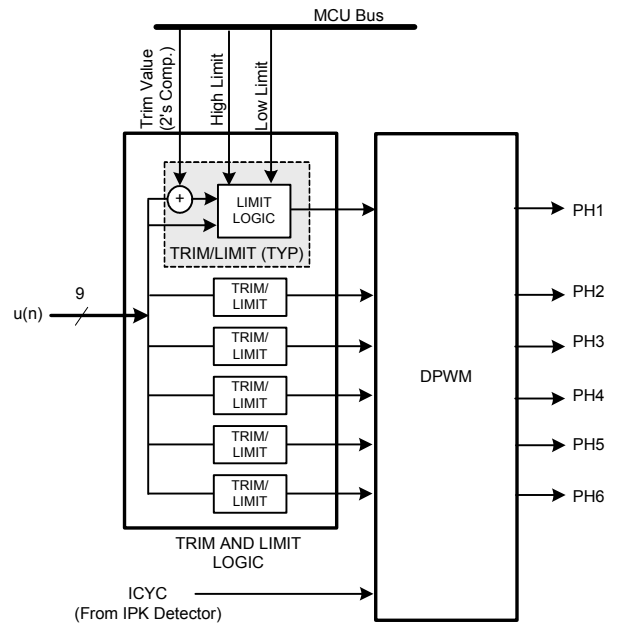 MCU Bus
Trim Value
(2's Comp.)
High Limit
Low Limit
+
LIMIT
LOGIC
TRIM/LIMIT (TYP)
PH1
9
u(n)
TRIM/
LIMIT
PH2
TRIM/
LIMIT
PH3
DPWM
TRIM/
LIMIT
PH4
TRIM/
LIMIT
PH5
TRIM/
LIMIT
PH6
TRIM AND LIMIT
LOGIC
ICYC
(From IPK Detector)